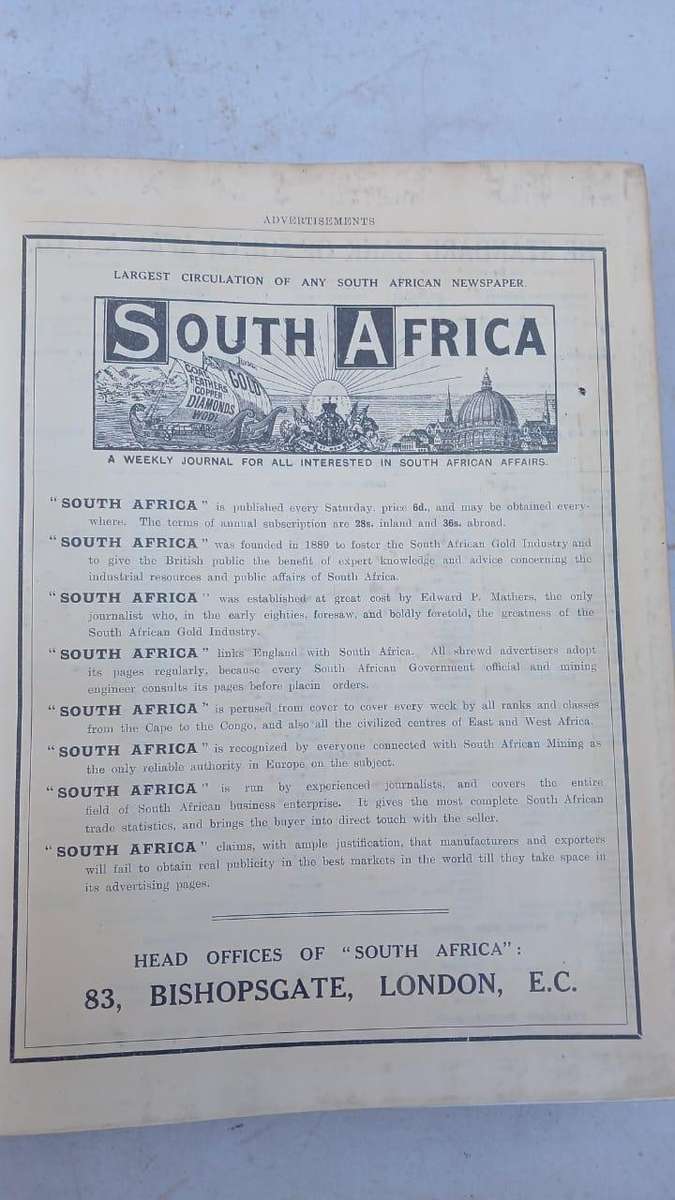 ADVERTISEMENTS
LARGEST CIRCULATION OF ANY SOUTH AFRICAN NEWSPAPER.
SOUTH AFRICA
COAL
FEATHERS
COPPER
DIAMONDS
WOOL
GOLD
A WEEKLY JOURNAL FOR ALL INTERESTED IN SOUTH AFRICAN AFFAIRS.
"SOUTH AFRICA" is published every Saturday, price 6d., and may be obtained every-
where. The terms of annual subscription are 28s. inland and 36s. abroad.
"SOUTH AFRICA" was founded in 1889 to foster the South African Gold Industry and
to give the British public the benefit of expert knowledge and advice concerning the
industrial resources and public affairs of South Africa.
"SOUTH AFRICA" was established at great cost by Edward P. Mathers, the only
journalist who, in the early eighties, foresaw, and boldly foretold, the greatness of the
South African Gold Industry.
"SOUTH AFRICA" links England with South Africa. All shrewd advertisers adopt
its pages regularly, because every South African Government official and mining
engineer consults its pages before placin orders.
"SOUTH AFRICA" is perused from cover to cover every week by all ranks and classes
from the Cape to the Congo, and also all the civilized centres of East and West Africa.
"SOUTH AFRICA" is recognized by everyone connected with South African Mining as
the only reliable authority in Europe on the subject.
"SOUTH AFRICA" is run by experienced journalists, and covers the entire
field of South African business enterprise. It gives the most complete South African
trade statistics, and brings the buyer into direct touch with the seller.
"SOUTH AFRICA" claims, with ample justification, that manufacturers and exporters
will fail to obtain real publicity in the best markets in the world till they take space in
its advertising pages.
HEAD OFFICES OF "SOUTH AFRICA":
83, BISHOPSGATE, LONDON, E.C.